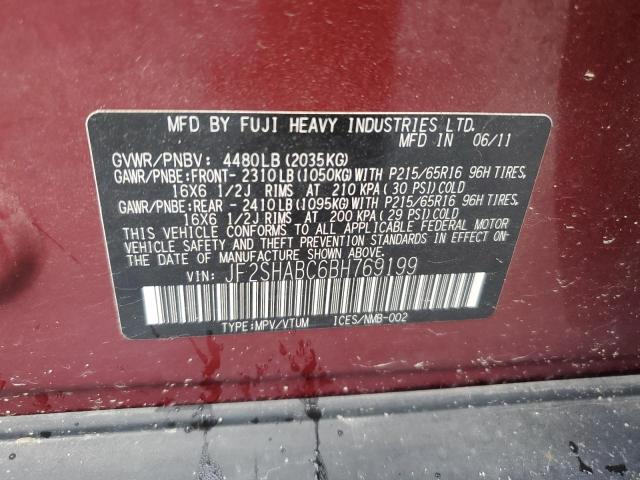 MFD BY FUJI HEAVY INDUSTRIES LTD.
MFD IN 06/11
GVWR/PNBV: 4480LB(2035KG)
GAWR/PNBE:FRONT-2310LB(1050KG)WITH P215/65R16 96H TIRES,
16X6 1/2J RIMS AT 210 KPA(30 PSI)COLD
GAWR/PNBE:REAR -2410LB(1095KG)WITH P215/65R16 96H TIRES,
16X6 1/2J RIMS AT 200 KPA(29 PSI)COLD
THIS VEHICLE CONFORMS TO ALL APPLICABLE FEDERAL MOTOR
VEHICLE SAFETY AND THEFT PREVENTION STANDARDS IN EFFECT ON
THE DATE OF MANUFACTURE SHOWN ABOVE.
VIN: JF2SHABC6BH769199
TYPE:MPV/VTUM ICES/NMB-002